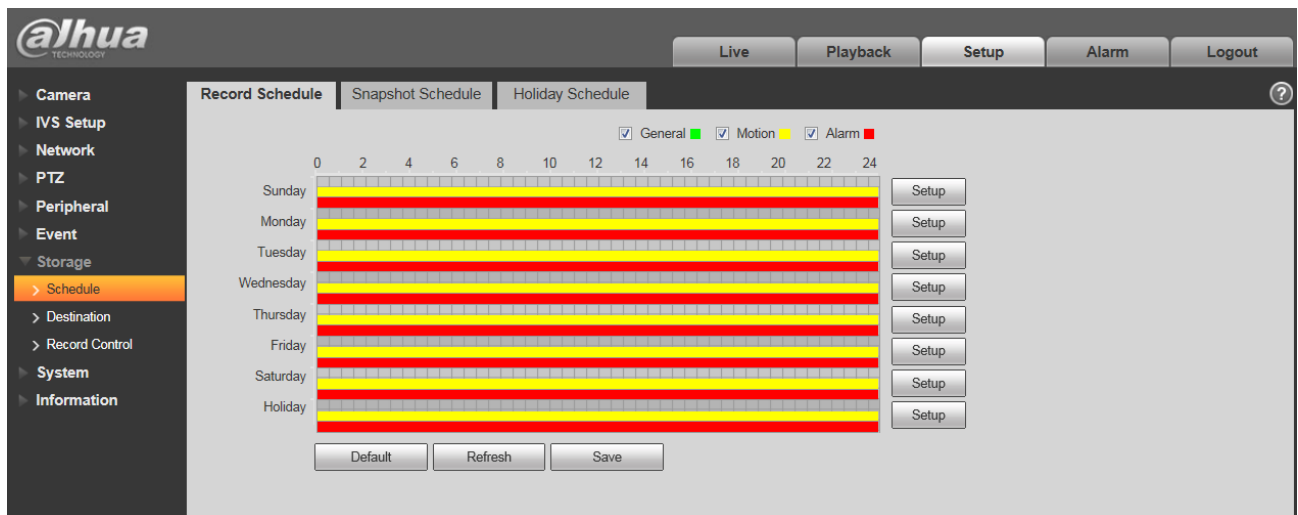 alhua
TECHNOLOGY
Live Playback Setup Alarm Logout
Camera
IVS Setup
Network
PTZ
Peripheral
Event
Storage
Schedule
Destination
Record Control
System
Information
Record Schedule Snapshot Schedule Holiday Schedule ?
General Motion Alarm
0 2 4 6 8 10 12 14 16 18 20 22 24
Sunday Setup
Monday Setup
Tuesday Setup
Wednesday Setup
Thursday Setup
Friday Setup
Saturday Setup
Holiday Setup
Default Refresh Save